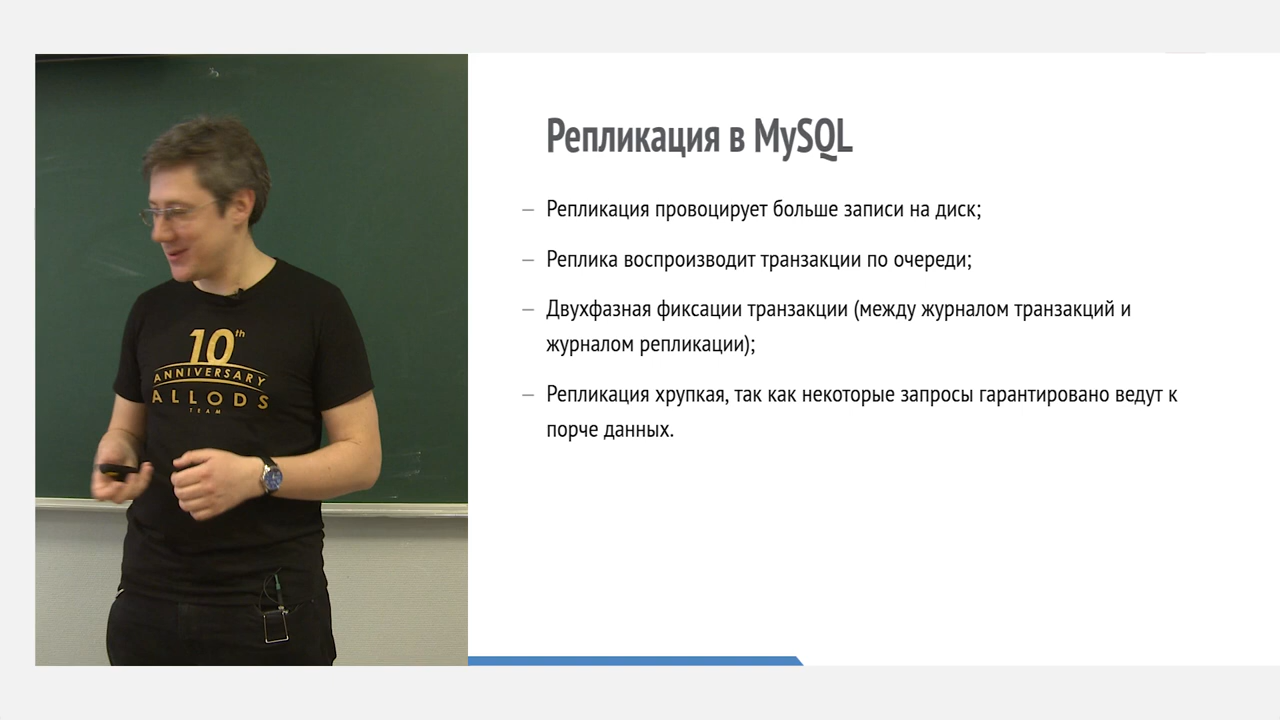 Репликация в MySQL
– Репликация провоцирует больше записи на диск;
– Реплика воспроизводит транзакции по очереди;
– Двухфазная фиксации транзакции (между журналом транзакций и
журналом репликации);
– Репликация хрупкая, так как некоторые запросы гарантировано ведут к
порче данных.
10th
ANNIVERSARY
ALLODS
TEAM